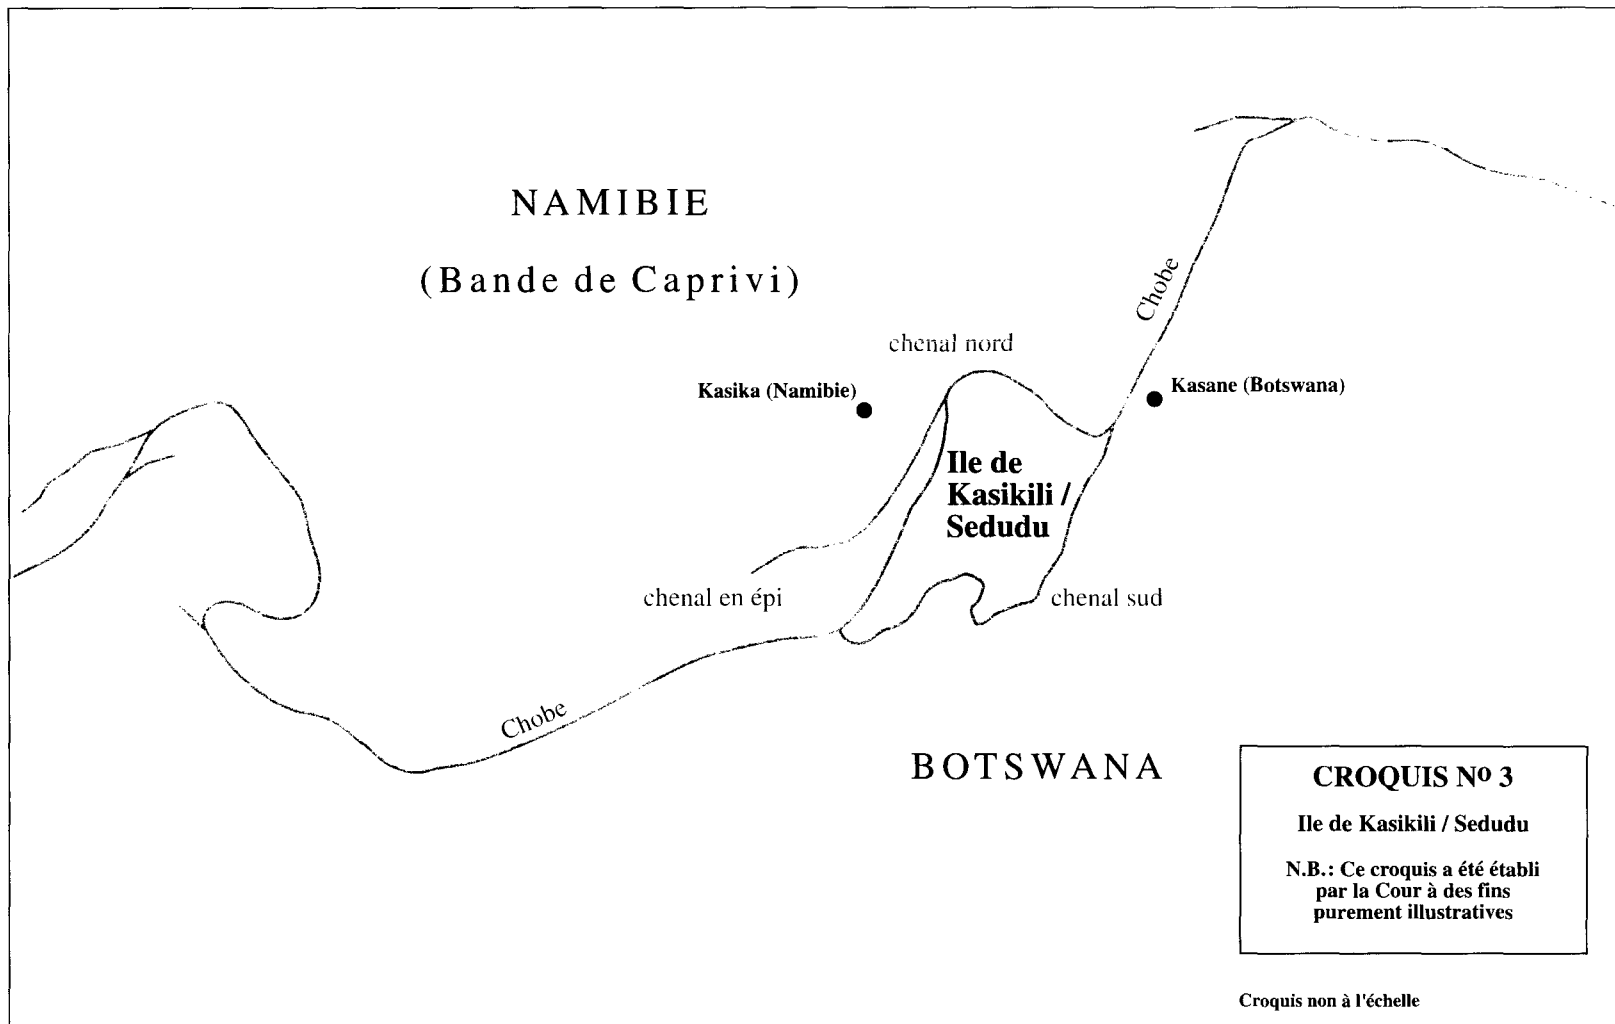 NAMIBIE
(Bande de Caprivi)
Chobe
chenal nord
Kasika (Namibie)
Kasane (Botswana)
Ile de
Kasikili /
Sedudu
chenal en épi
chenal sud
Chobe
BOTSWANA
CROQUIS Nº 3
Ile de Kasikili / Sedudu
N.B.: Ce croquis a été établi
par la Cour à des fins
purement illustratives
Croquis non à l'échelle